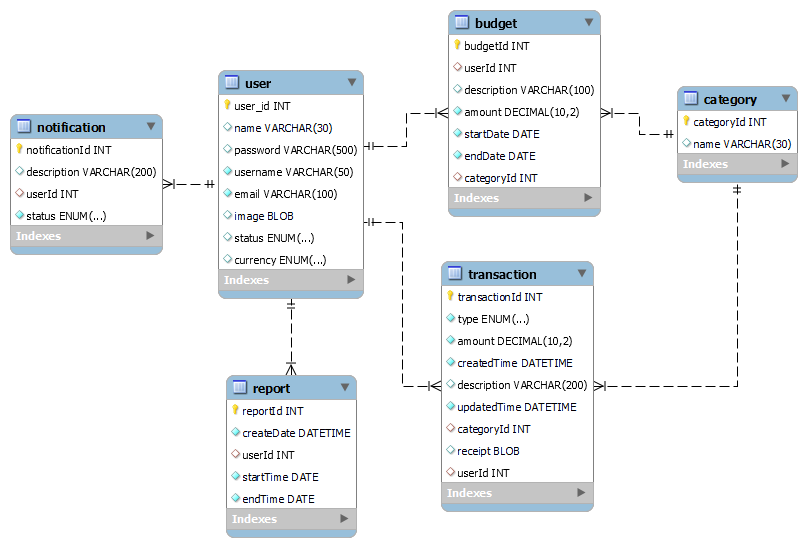 notification
notificationId INT
description VARCHAR(200)
userId INT
status ENUM(...)
Indexes
user
user_id INT
name VARCHAR(30)
password VARCHAR(500)
username VARCHAR(50)
email VARCHAR(100)
image BLOB
status ENUM(...)
currency ENUM(...)
Indexes
report
reportId INT
createDate DATETIME
userId INT
startTime DATE
endTime DATE
Indexes
budget
budgetId INT
userId INT
description VARCHAR(100)
amount DECIMAL(10,2)
startDate DATE
endDate DATE
categoryId INT
Indexes
transaction
transactionId INT
type ENUM(...)
amount DECIMAL(10,2)
createdTime DATETIME
description VARCHAR(200)
updatedTime DATETIME
categoryId INT
receipt BLOB
userId INT
Indexes
category
categoryId INT
name VARCHAR(30)
Indexes